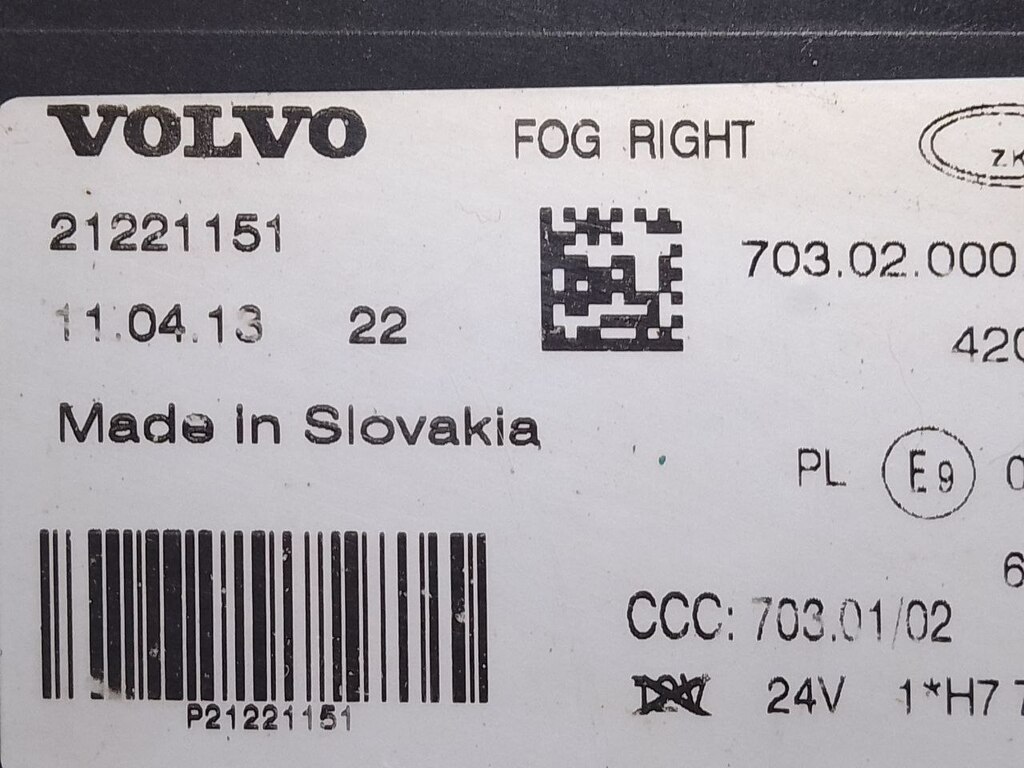 VOLVO FOG RIGHT
21221151 703.02.000
11.04.13 22
Made in Slovakia
PL E9
P21221151
CCC: 703.01/02
24V 1*H7